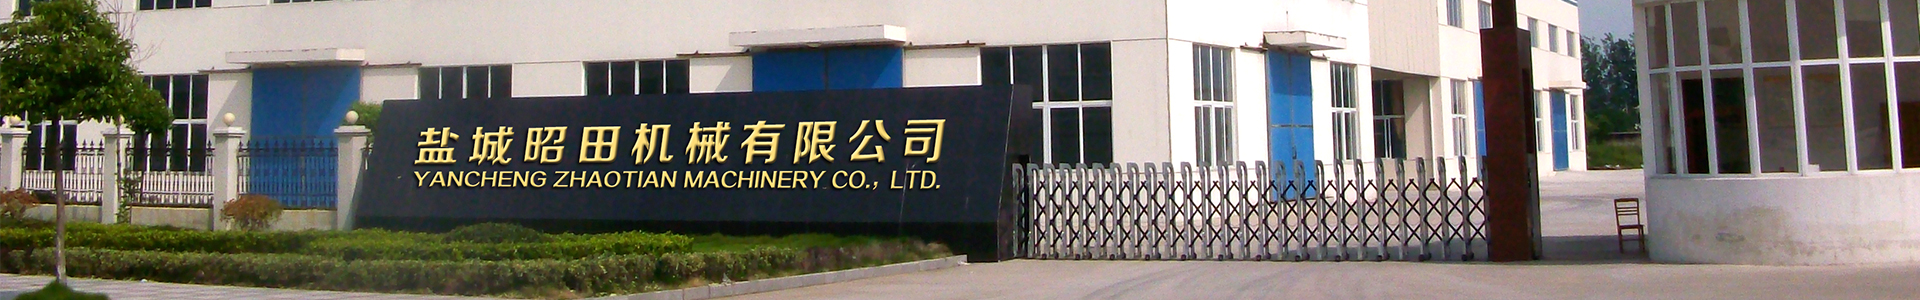 盐城昭田机械有限公司
YANCHENG ZHAOTIAN MACHINERY CO., LTD.